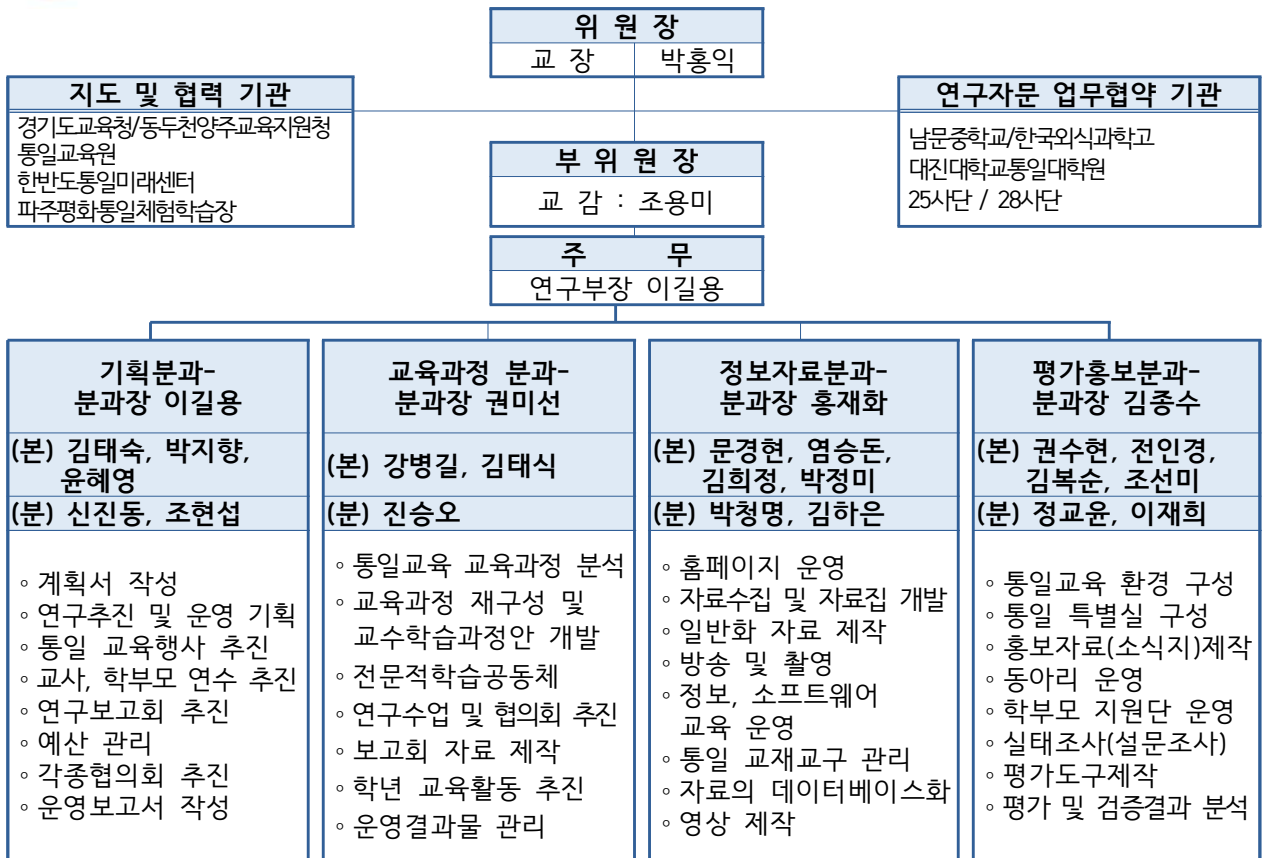 위 원 장
교 장 박홍익
지도 및 협력 기관
경기도교육청/동두천양주교육지원청
통일교육원
한반도통일미래센터
파주평화통일체험학습장
연구자문 업무협약 기관
남문중학교/한국외식과학고
대진대학교통일대학원
25사단 / 28사단
부 위 원 장
교 감 : 조용미
주 무
연구부장 이길용
기획분과-
분과장 이길용
(본) 김태숙, 박지향,
윤혜영
(분) 신진동, 조현섭
◦계획서 작성
◦연구추진 및 운영 기획
◦통일 교육행사 추진
◦교사, 학부모 연수 추진
◦연구보고회 추진
◦예산 관리
◦각종협의회 추진
◦운영보고서 작성
교육과정 분과-
분과장 권미선
(본) 강병길, 김태식
(분) 진승오
◦통일교육 교육과정 분석
◦교육과정 재구성 및
교수학습과정안 개발
◦전문적학습공동체
◦연구수업 및 협의회 추진
◦보고회 자료 제작
◦학년 교육활동 추진
◦운영결과물 관리
정보자료분과-
분과장 홍재화
(본) 문경현, 염승돈,
김희정, 박정미
(분) 박청명, 김하은
◦홈페이지 운영
◦자료수집 및 자료집 개발
◦일반화 자료 제작
◦방송 및 촬영
◦정보, 소프트웨어
교육 운영
◦통일 교재교구 관리
◦자료의 데이터베이스화
◦영상 제작
평가홍보분과-
분과장 김종수
(본) 권수현, 전인경,
김복순, 조선미
(분) 정교윤, 이재희
◦통일교육 환경 구성
◦통일 특별실 구성
◦홍보자료(소식지)제작
◦동아리 운영
◦학부모 지원단 운영
◦실태조사(설문조사)
◦평가도구제작
◦평가 및 검증결과 분석